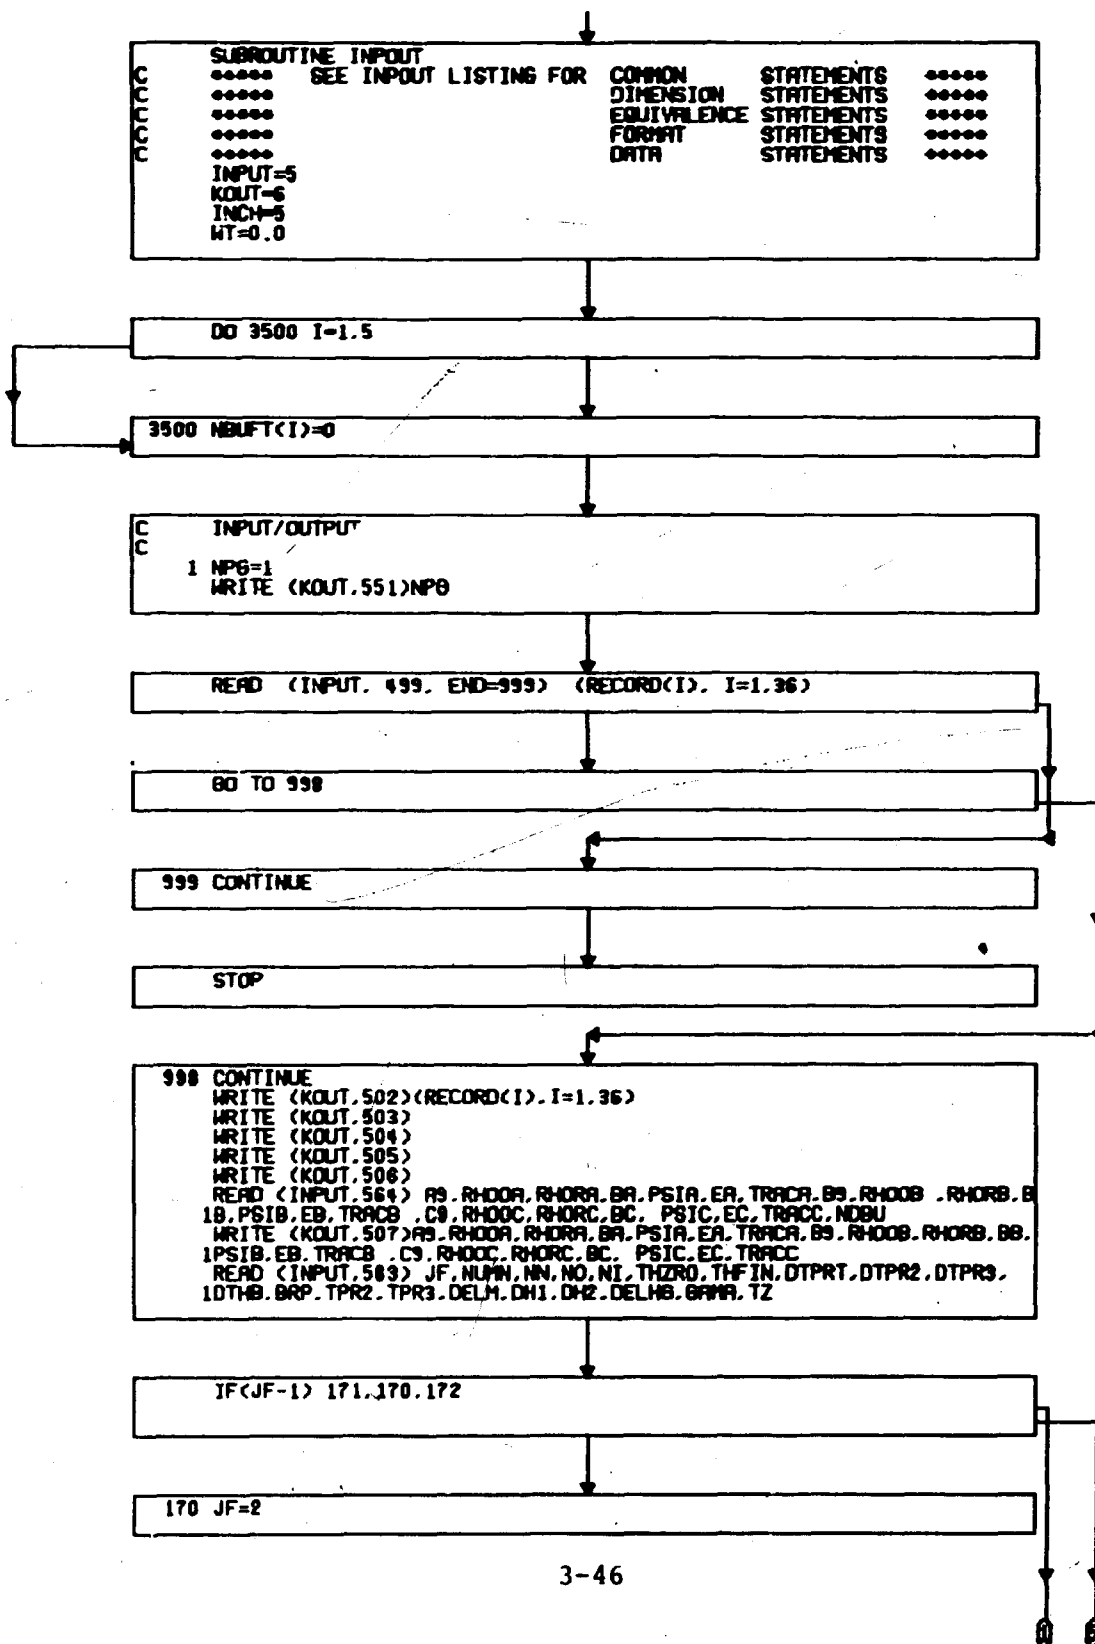 SUBROUTINE INPOUT
C ***** SEE INPOUT LISTING FOR COMMON STATEMENTS *****
C ***** DIMENSION STATEMENTS *****
C ***** EQUIVALENCE STATEMENTS *****
C ***** FORMAT STATEMENTS *****
C ***** DATA STATEMENTS *****
INPUT=5
KOUT=6
INCH=5
WT=0.0
DO 3500 I=1,5
3500 NBUFT(I)=0
C INPUT/OUTPUT
C
1 NPG=1
WRITE (KOUT,551)NPG
READ (INPUT, 499, END=999) (RECORD(I), I=1,36)
GO TO 998
999 CONTINUE
STOP
998 CONTINUE
WRITE (KOUT,502)(RECORD(I),I=1,36)
WRITE (KOUT,503)
WRITE (KOUT,504)
WRITE (KOUT,505)
WRITE (KOUT,506)
READ (INPUT,564) A9,RHOOA,RHORA,BA,PSIA,EA,TRACA,B9,RHOOB ,RHORB,B
1B,PSIB,EB,TRACB ,C9,RHOOC,RHORC,BC, PSIC,EC,TRACC,NDBU
WRITE (KOUT,507)A9,RHOOA,RHORA,BA,PSIA,EA,TRACA,B9,RHOOB,RHORB,BB,
1PSIB,EB,TRACB ,C9,RHOOC,RHORC,BC, PSIC,EC,TRACC
READ (INPUT,563) JF,NUMN,NN,NO,NI,THZRO,THFIN,DTPRT,DTPR2,DTPR3,
1DTHB,BRP,TPR2,TPR3,DELM,DH1,DH2,DELHG,GAMA,TZ
IF(JF-1) 171,170,172
170 JF=2
3-46